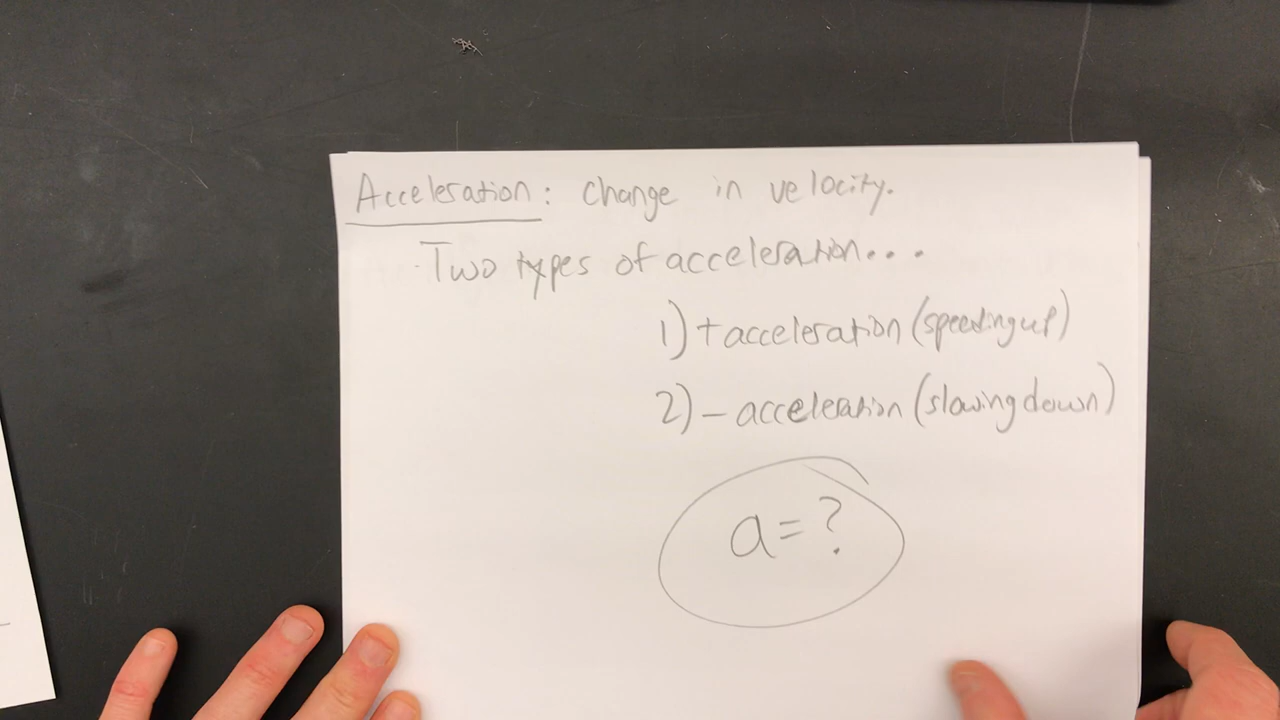 Acceleration: change in velocity.
Two types of acceleration...
1) + acceleration (speeding up)
2) – acceleration (slowing down)
a = ?